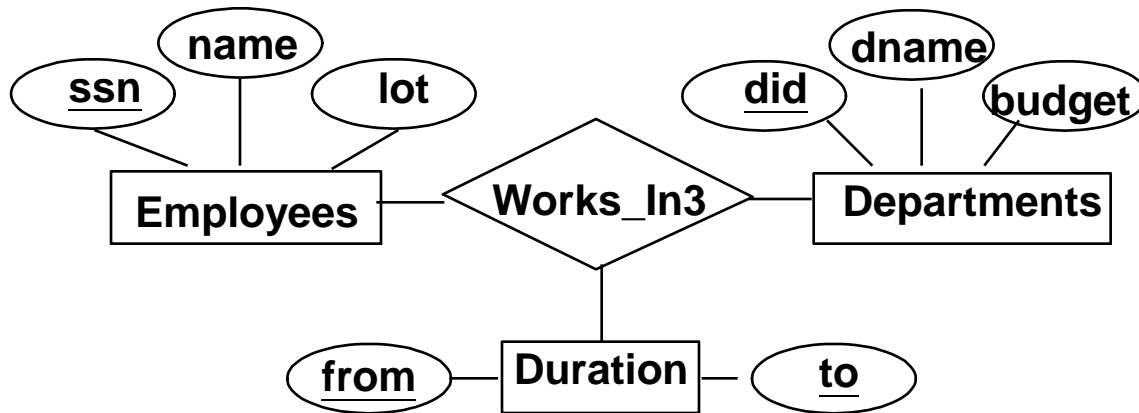 name
ssn
lot
dname
did
budget
Employees
Works_In3
Departments
from
Duration
to